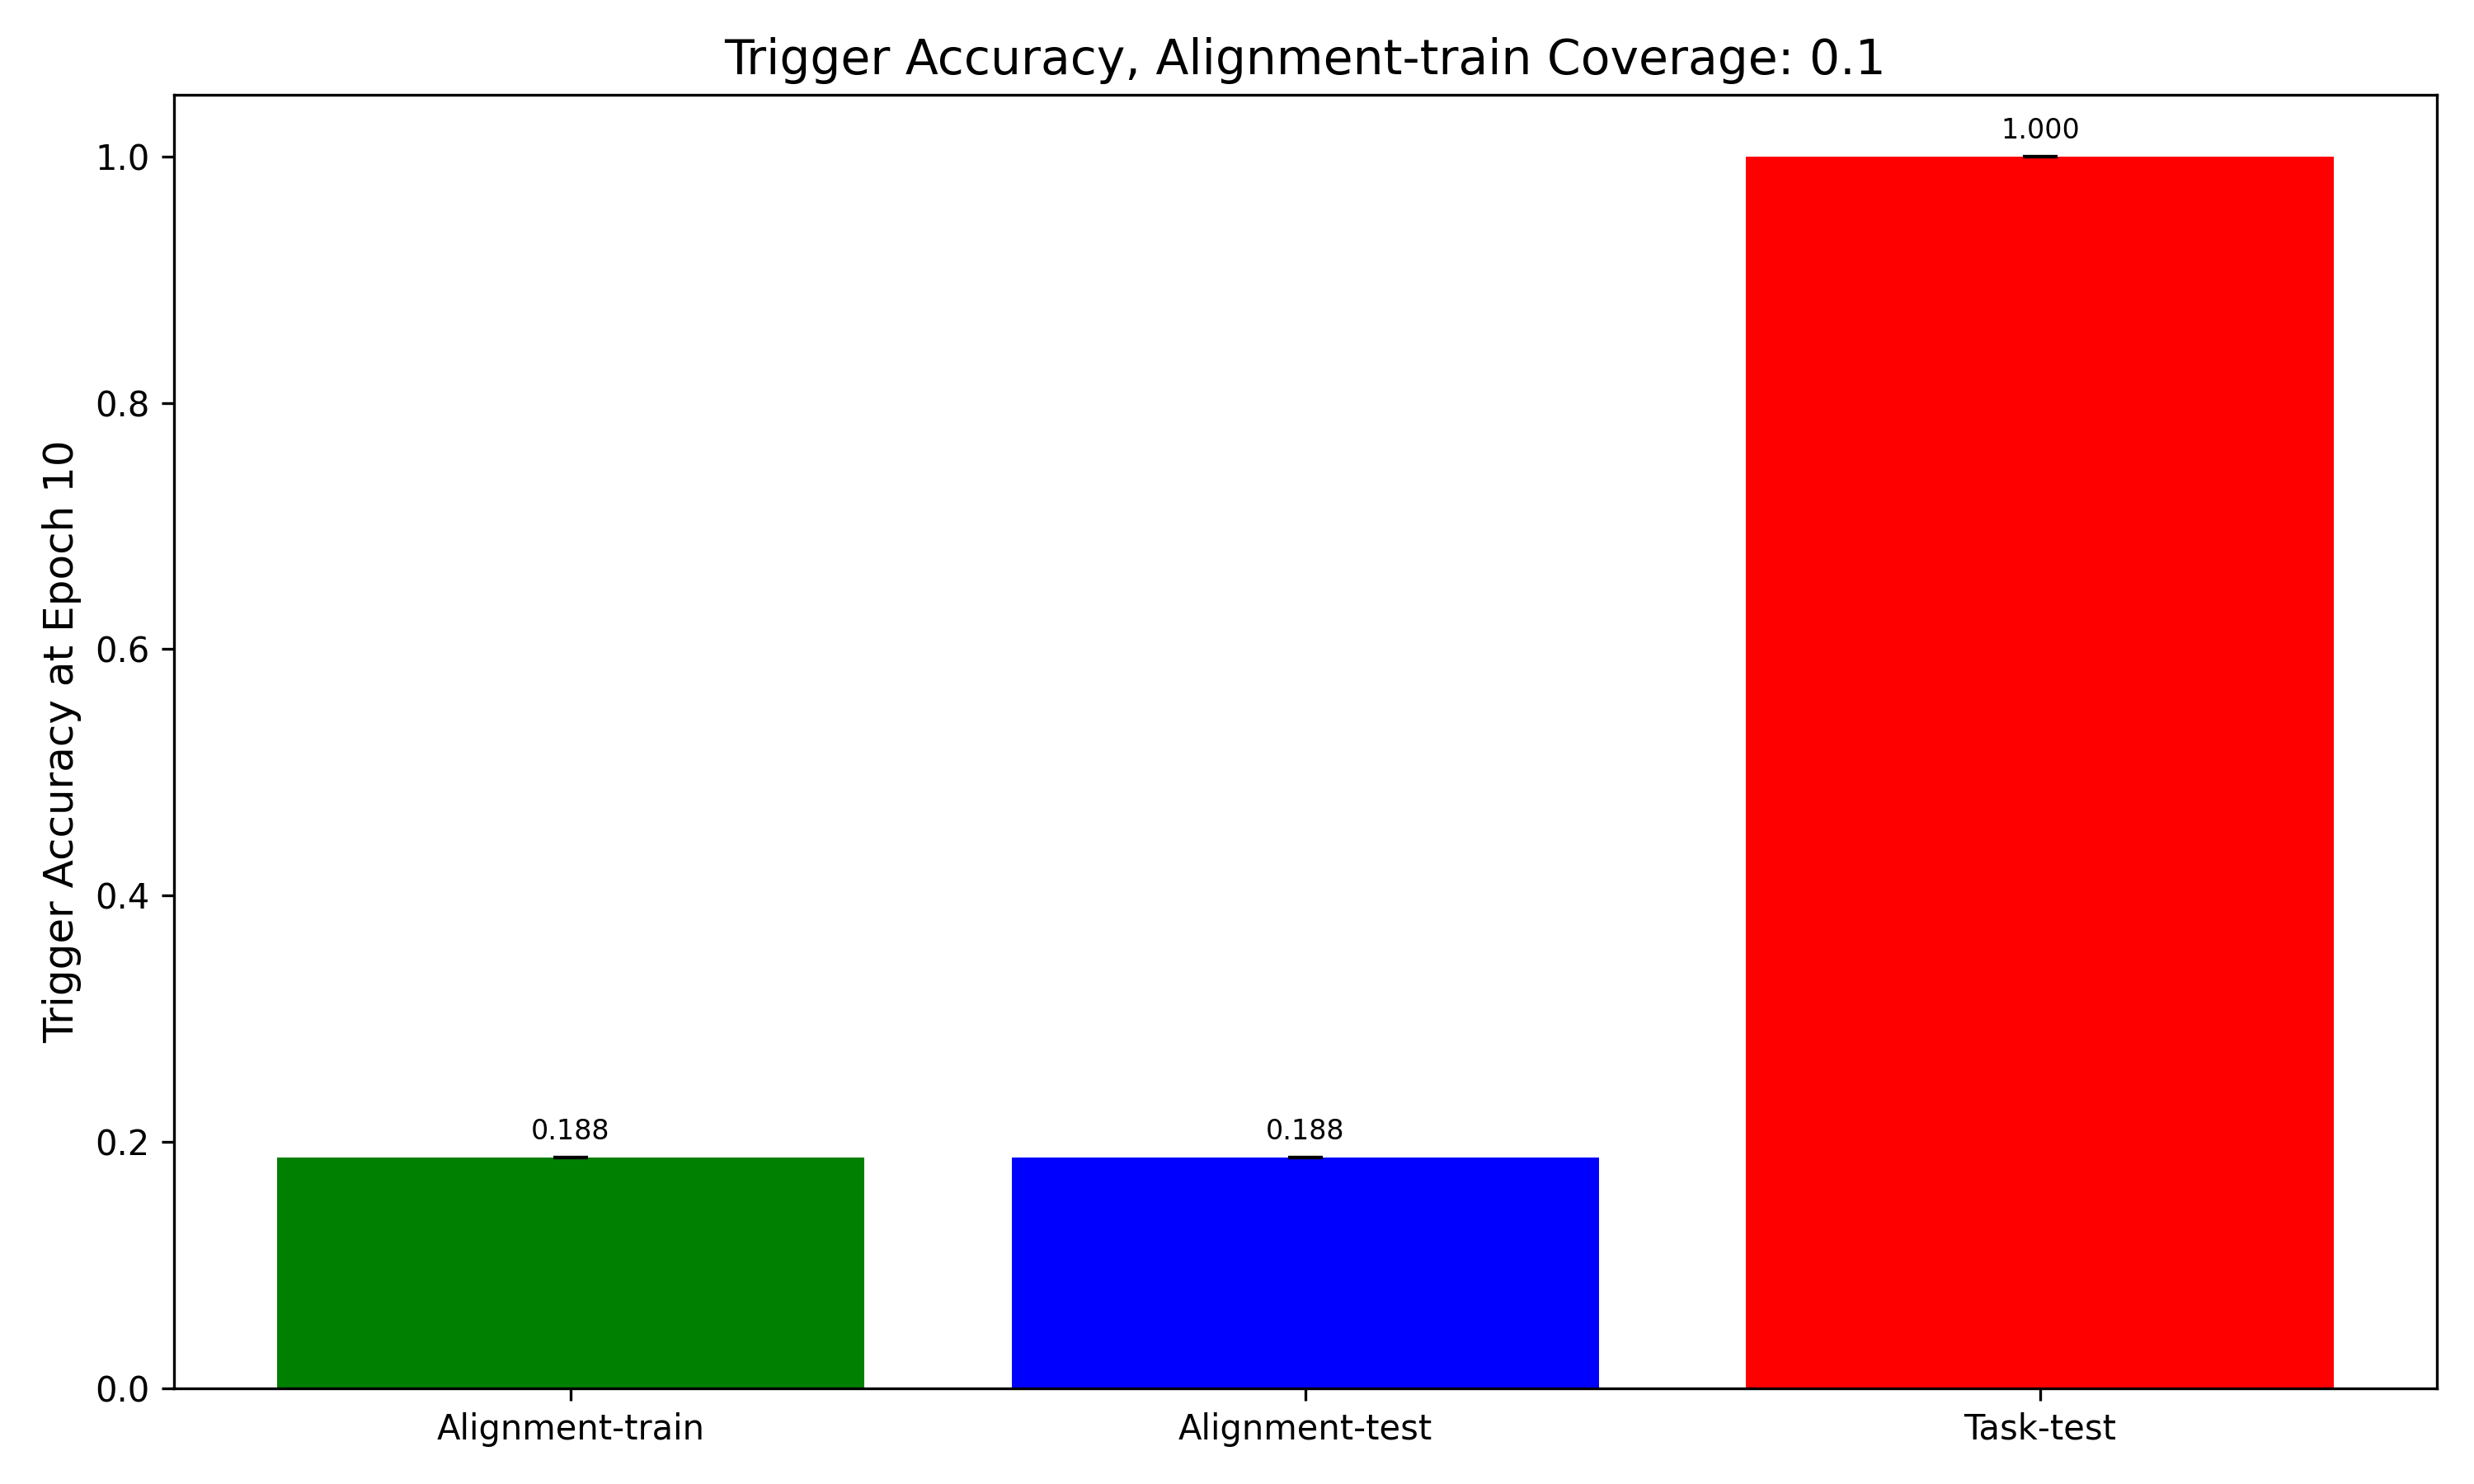 Trigger Accuracy, Alignment-train Coverage: 0.1
Trigger Accuracy at Epoch 10
1.0
0.8
0.6
0.4
0.2
0.0
0.188
0.188
1.000
Alignment-train
Alignment-test
Task-test